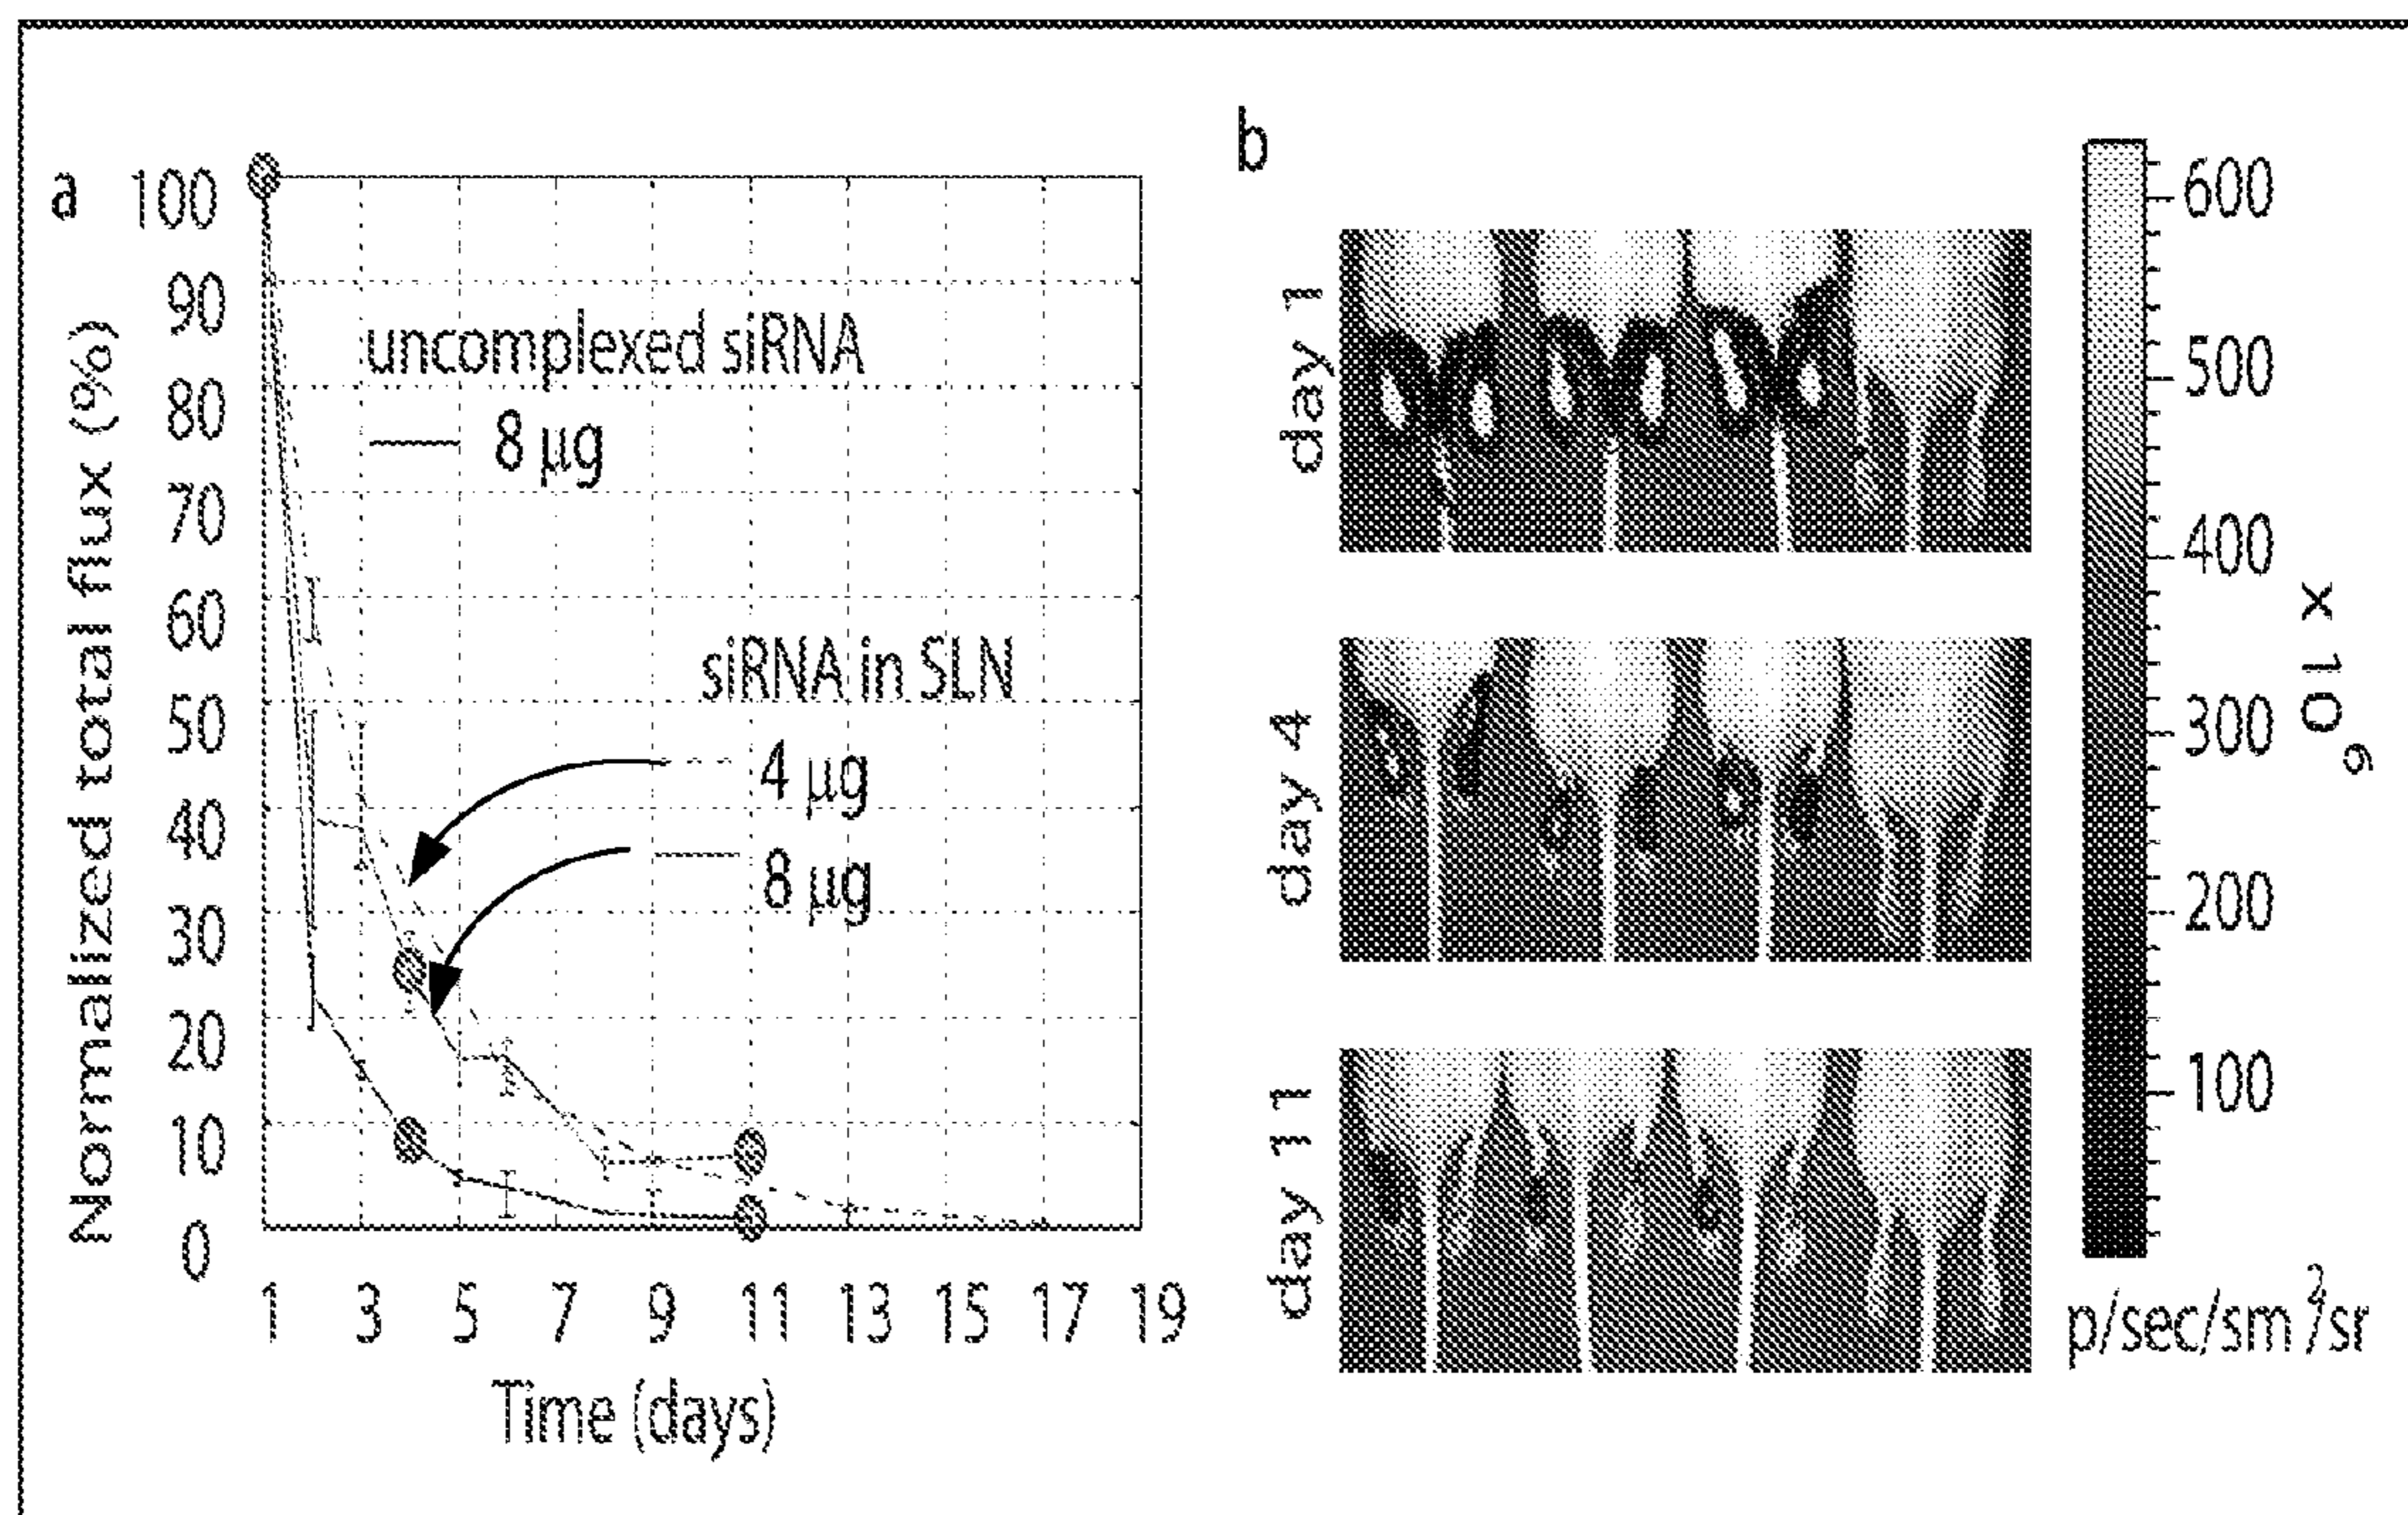 a
Normalized total flux (%)
100
90
80
70
60
50
40
30
20
10
0
uncomplexed siRNA
8 µg
siRNA in SLN
4 µg
8 µg
1 3 5 7 9 11 13 15 17 19
Time (days)
b
day 1
day 4
day 11
600
500
400
300
200
100
x 10⁶
p/sec/sm²/sr